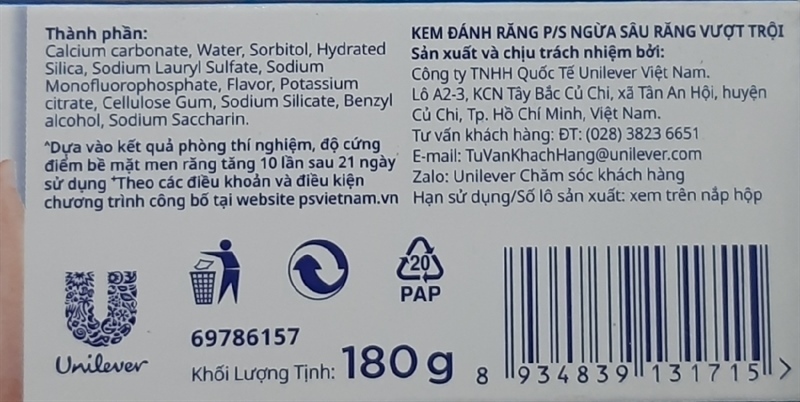 Thành phần:
Calcium carbonate, Water, Sorbitol, Hydrated
Silica, Sodium Lauryl Sulfate, Sodium
Monofluorophosphate, Flavor, Potassium
citrate, Cellulose Gum, Sodium Silicate, Benzyl
alcohol, Sodium Saccharin.
^Dựa vào kết quả phòng thí nghiệm, độ cứng
điểm bề mặt men răng tăng 10 lần sau 21 ngày
sử dụng *Theo các điều khoản và điều kiện
chương trình công bố tại website psvietnam.vn
KEM ĐÁNH RĂNG P/S NGỪA SÂU RĂNG VƯỢT TRỘI
Sản xuất và chịu trách nhiệm bởi:
Công ty TNHH Quốc Tế Unilever Việt Nam.
Lô A2-3, KCN Tây Bắc Củ Chi, xã Tân An Hội, huyện
Củ Chi, Tp. Hồ Chí Minh, Việt Nam.
Tư vấn khách hàng: ĐT: (028) 3823 6651
E-mail: TuVanKhachHang@unilever.com
Zalo: Unilever Chăm sóc khách hàng
Hạn sử dụng/Số lô sản xuất: xem trên nắp hộp
20
PAP
Unilever
69786157
Khối Lượng Tịnh: 180 g
8 934839 131715 >